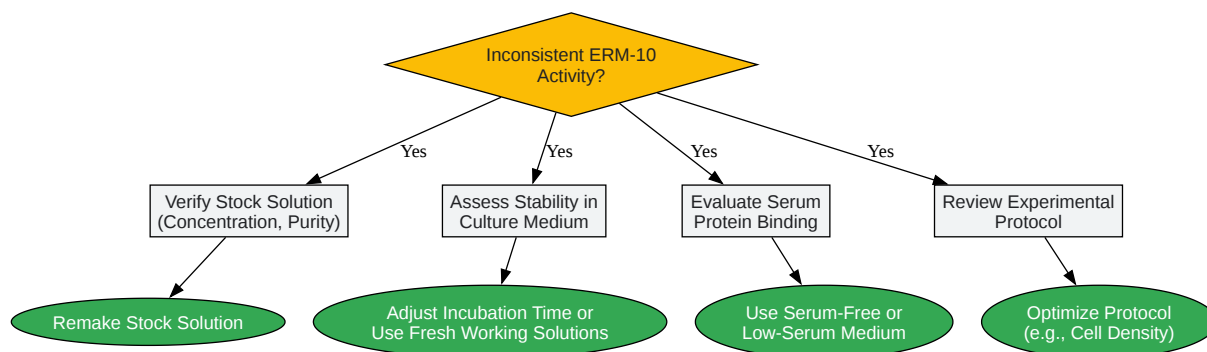 Inconsistent ERM-10
Activity?
Yes
Yes
Yes
Yes
Verify Stock Solution
(Concentration, Purity)
Assess Stability in
Culture Medium
Evaluate Serum
Protein Binding
Review Experimental
Protocol
Remake Stock Solution
Adjust Incubation Time or
Use Fresh Working Solutions
Use Serum-Free or
Low-Serum Medium
Optimize Protocol
(e.g., Cell Density)